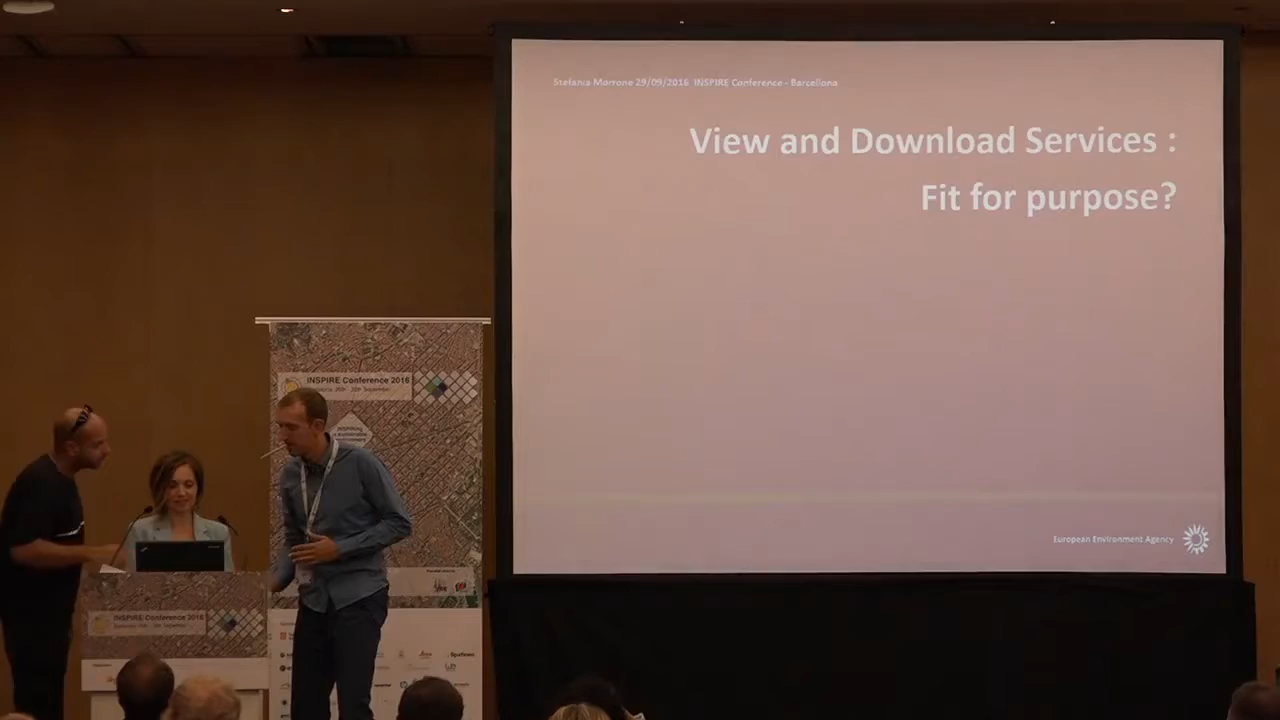 Stefania Morrone 29/09/2016 INSPIRE Conference - Barcellona
View and Download Services :
Fit for purpose?
European Environment Agency
INSPIRE Conference 2016
INSPIRE Conference 2016